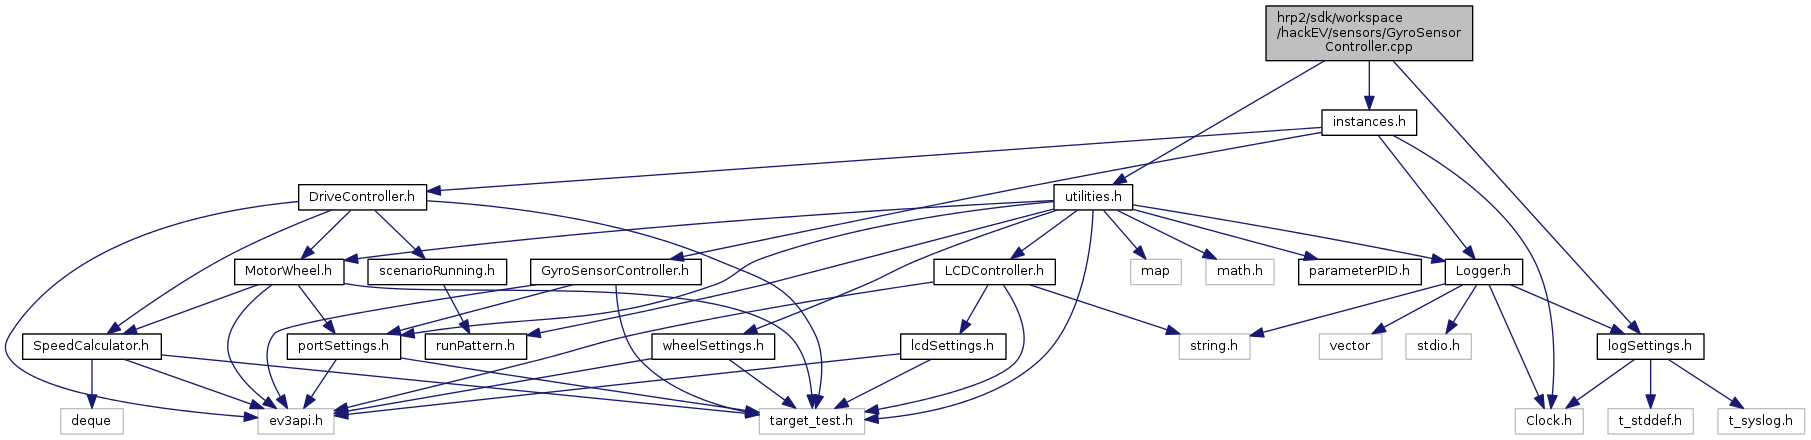 hrp2/sdk/workspace
/hackEV/sensors/GyroSensor
Controller.cpp
instances.h
DriveController.h
utilities.h
MotorWheel.h
scenarioRunning.h
GyroSensorController.h
LCDController.h
map
math.h
parameterPID.h
Logger.h
SpeedCalculator.h
portSettings.h
runPattern.h
wheelSettings.h
lcdSettings.h
string.h
vector
stdio.h
logSettings.h
deque
ev3api.h
target_test.h
Clock.h
t_stddef.h
t_syslog.h